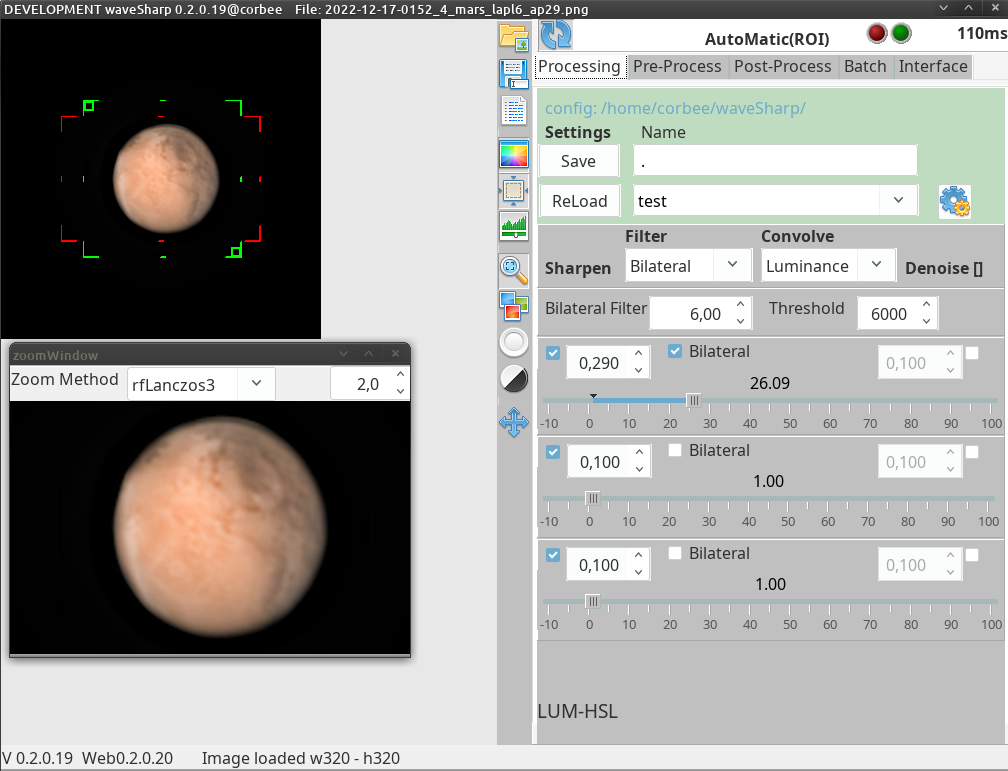 DEVELOPMENT waveSharp 0.2.0.19@corbee File: 2022-12-17-0152_4_mars_lapl6_ap29.png
AutoMatic(ROI) 110ms
Processing Pre-Process Post-Process Batch Interface
config: /home/corbee/waveSharp/
Settings Name
Save .
ReLoad test
Filter Convolve
Sharpen Bilateral Luminance Denoise []
Bilateral Filter 6,00 Threshold 6000
0,290 Bilateral 0,100
26.09
-10 0 10 20 30 40 50 60 70 80 90 100
0,100 Bilateral 0,100
1.00
-10 0 10 20 30 40 50 60 70 80 90 100
0,100 Bilateral 0,100
1.00
-10 0 10 20 30 40 50 60 70 80 90 100
LUM-HSL
zoomWindow
Zoom Method rfLanczos3 2,0
V 0.2.0.19 Web0.2.0.20 Image loaded w320 - h320